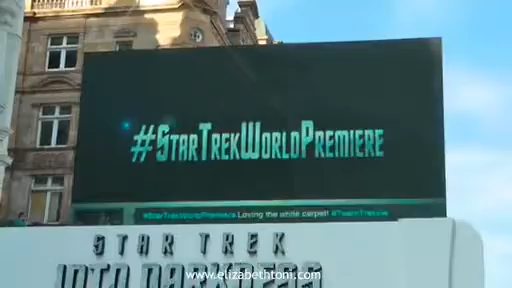 #STARTREKWORLDPREMIERE
#StarTrekWorldPremiere Loving the white carpet! #TeamTrekkie
STAR TREK
INTO DARKNESS
www.elizabethtoni.com